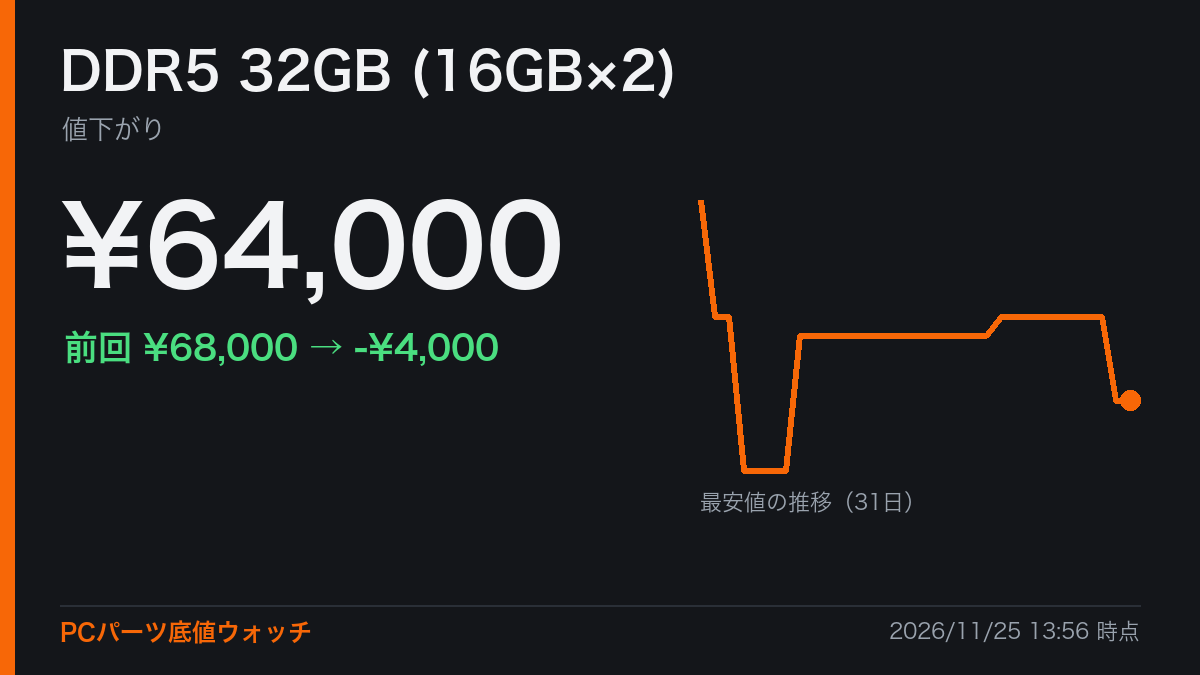 DDR5 32GB (16GB×2)
値下がり
¥64,000
前回 ¥68,000 → -¥4,000
最安値の推移（31日）
PCパーツ底値ウォッチ
2026/11/25 13:56 時点